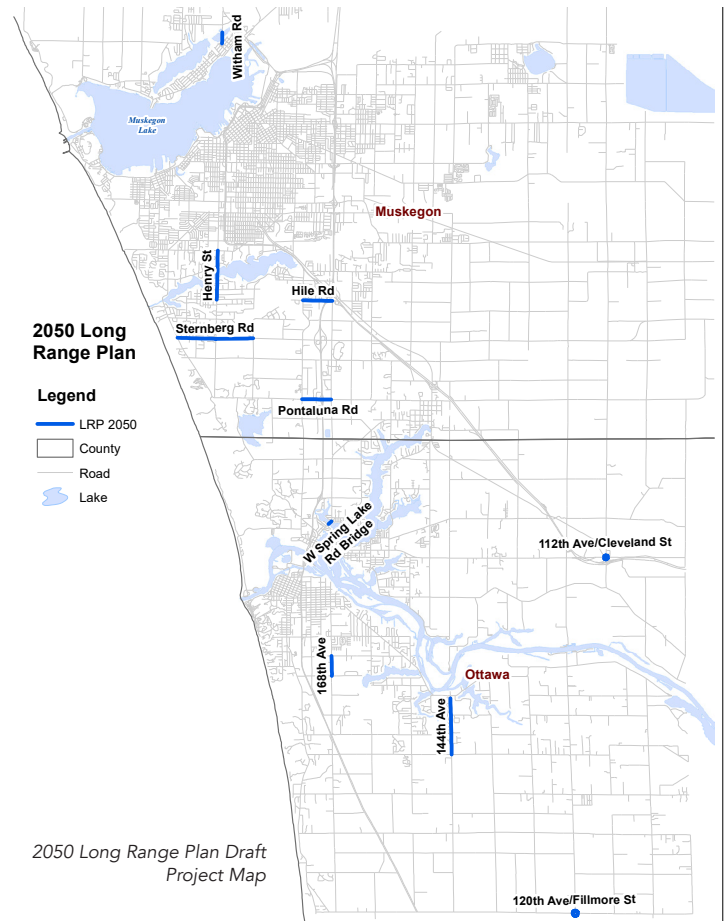 Witham Rd
Muskegon
Lake
Muskegon
Henry St
Hile Rd
Sternberg Rd
2050 Long
Range Plan
Legend
LRP 2050
County
Road
Lake
Pontaluna Rd
W Spring Lake
Rd Bridge
112th Ave/Cleveland St
168th Ave
Ottawa
144th Ave
2050 Long Range Plan Draft
Project Map
120th Ave/Fillmore St